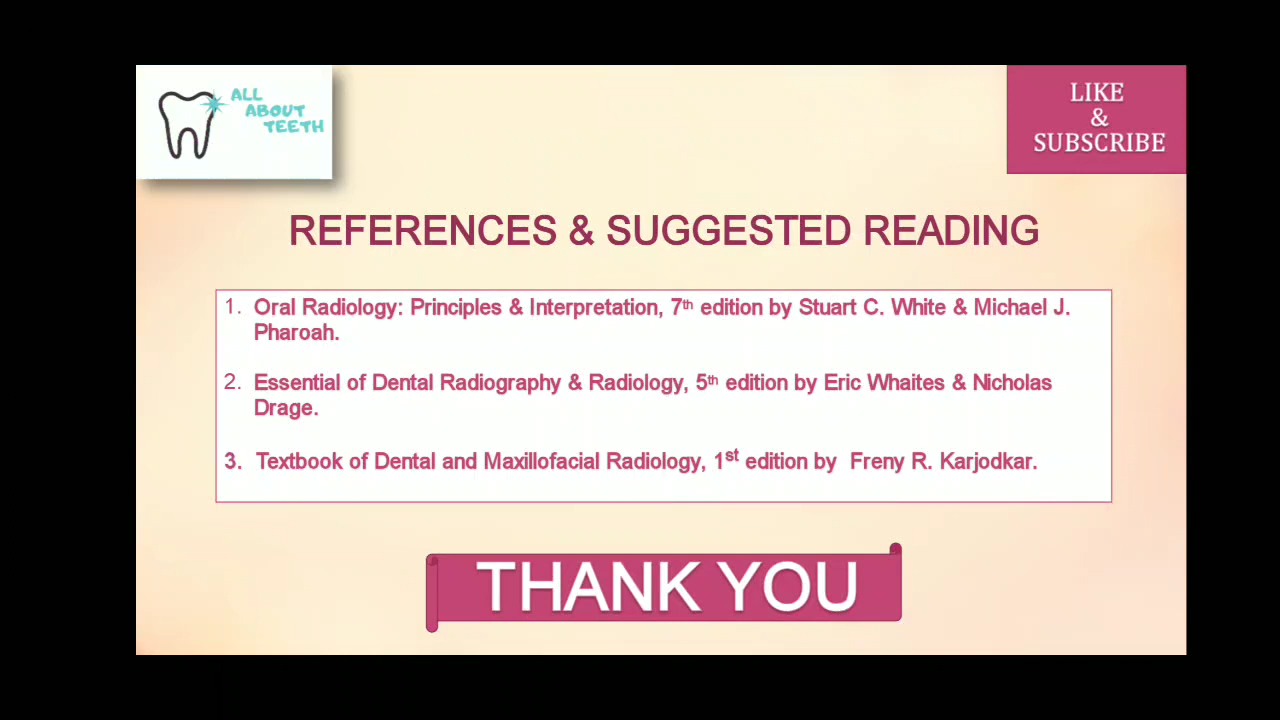 ALL
ABOUT
TEETH
LIKE
&
SUBSCRIBE
REFERENCES & SUGGESTED READING
1. Oral Radiology: Principles & Interpretation, 7th edition by Stuart C. White & Michael J.
Pharoah.
2. Essential of Dental Radiography & Radiology, 5th edition by Eric Whaites & Nicholas
Drage.
3. Textbook of Dental and Maxillofacial Radiology, 1st edition by Freny R. Karjodkar.
THANK YOU